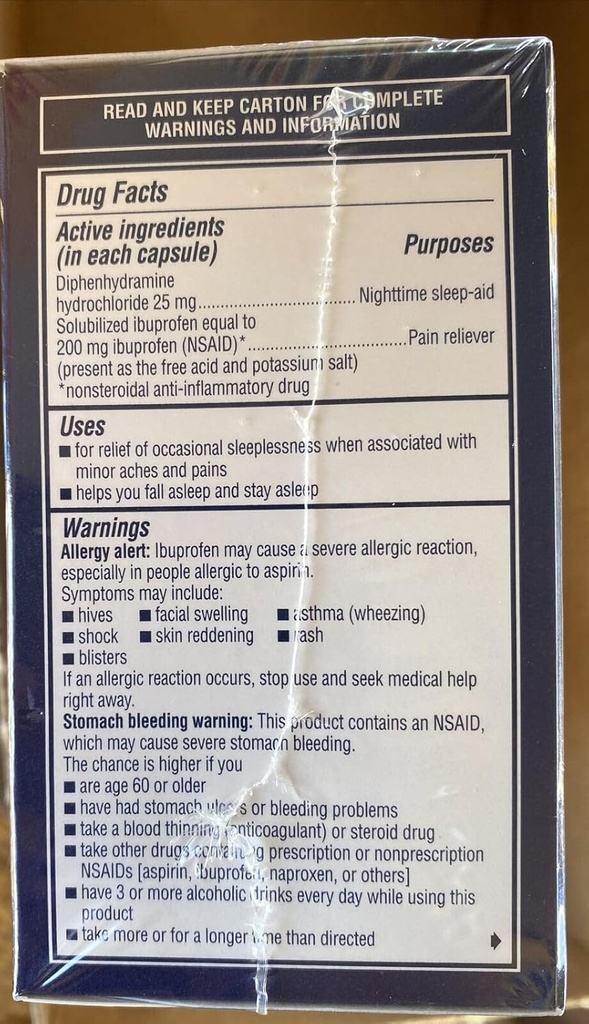 READ AND KEEP CARTON FOR COMPLETE
WARNINGS AND INFORMATION
Drug Facts
Active ingredients
(in each capsule) Purposes
Diphenhydramine
hydrochloride 25 mg.............................. Nighttime sleep-aid
Solubilized ibuprofen equal to
200 mg ibuprofen (NSAID)*..............................Pain reliever
(present as the free acid and potassium salt)
*nonsteroidal anti-inflammatory drug
Uses
■ for relief of occasional sleeplessness when associated with
minor aches and pains
■ helps you fall asleep and stay asleep
Warnings
Allergy alert: Ibuprofen may cause a severe allergic reaction,
especially in people allergic to aspirin.
Symptoms may include:
■ hives ■ facial swelling ■ asthma (wheezing)
■ shock ■ skin reddening ■ rash
■ blisters
If an allergic reaction occurs, stop use and seek medical help
right away.
Stomach bleeding warning: This product contains an NSAID,
which may cause severe stomach bleeding.
The chance is higher if you
■ are age 60 or older
■ have had stomach ulcers or bleeding problems
■ take a blood thinning (anticoagulant) or steroid drug
■ take other drugs containing prescription or nonprescription
NSAIDs [aspirin, ibuprofen, naproxen, or others]
■ have 3 or more alcoholic drinks every day while using this
product
■ take more or for a longer time than directed